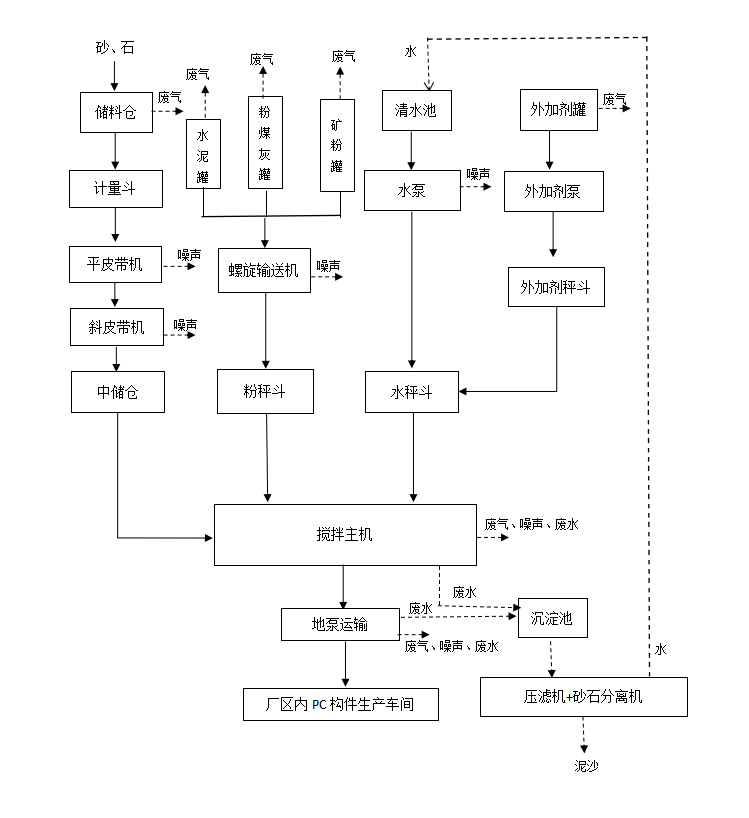 砂、石
废气
废气
废气
水
储料仓
废气
水泥罐
粉煤灰罐
矿粉罐
清水池
外加剂罐
废气
计量斗
水泵
噪声
外加剂泵
平皮带机
噪声
螺旋输送机
噪声
外加剂秤斗
斜皮带机
噪声
中储仓
粉秤斗
水秤斗
搅拌主机
废气、噪声、废水
废水
地泵运输
废水
沉淀池
废气、噪声、废水
水
厂区内 PC 构件生产车间
压滤机+砂石分离机
泥沙